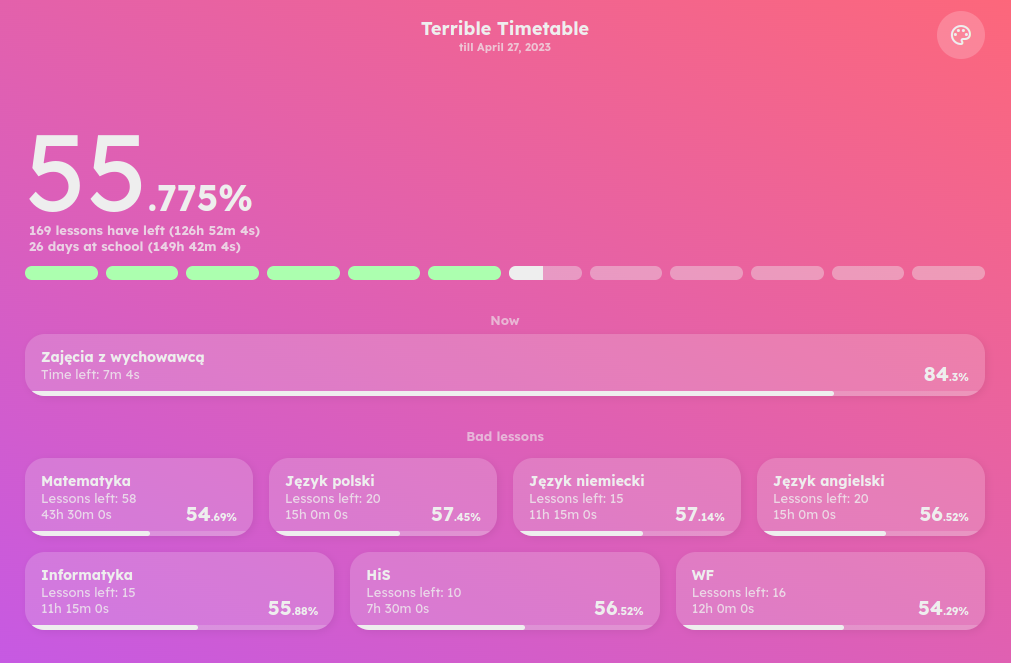 Terrible Timetable
till April 27, 2023
55.775%
169 lessons have left (126h 52m 4s)
26 days at school (149h 42m 4s)
Now
Zajęcia z wychowawcą
Time left: 7m 4s
84.3%
Bad lessons
Matematyka
Lessons left: 58
43h 30m 0s
54.69%
Język polski
Lessons left: 20
15h 0m 0s
57.45%
Język niemiecki
Lessons left: 15
11h 15m 0s
57.14%
Język angielski
Lessons left: 20
15h 0m 0s
56.52%
Informatyka
Lessons left: 15
11h 15m 0s
55.88%
HiS
Lessons left: 10
7h 30m 0s
56.52%
WF
Lessons left: 16
12h 0m 0s
54.29%